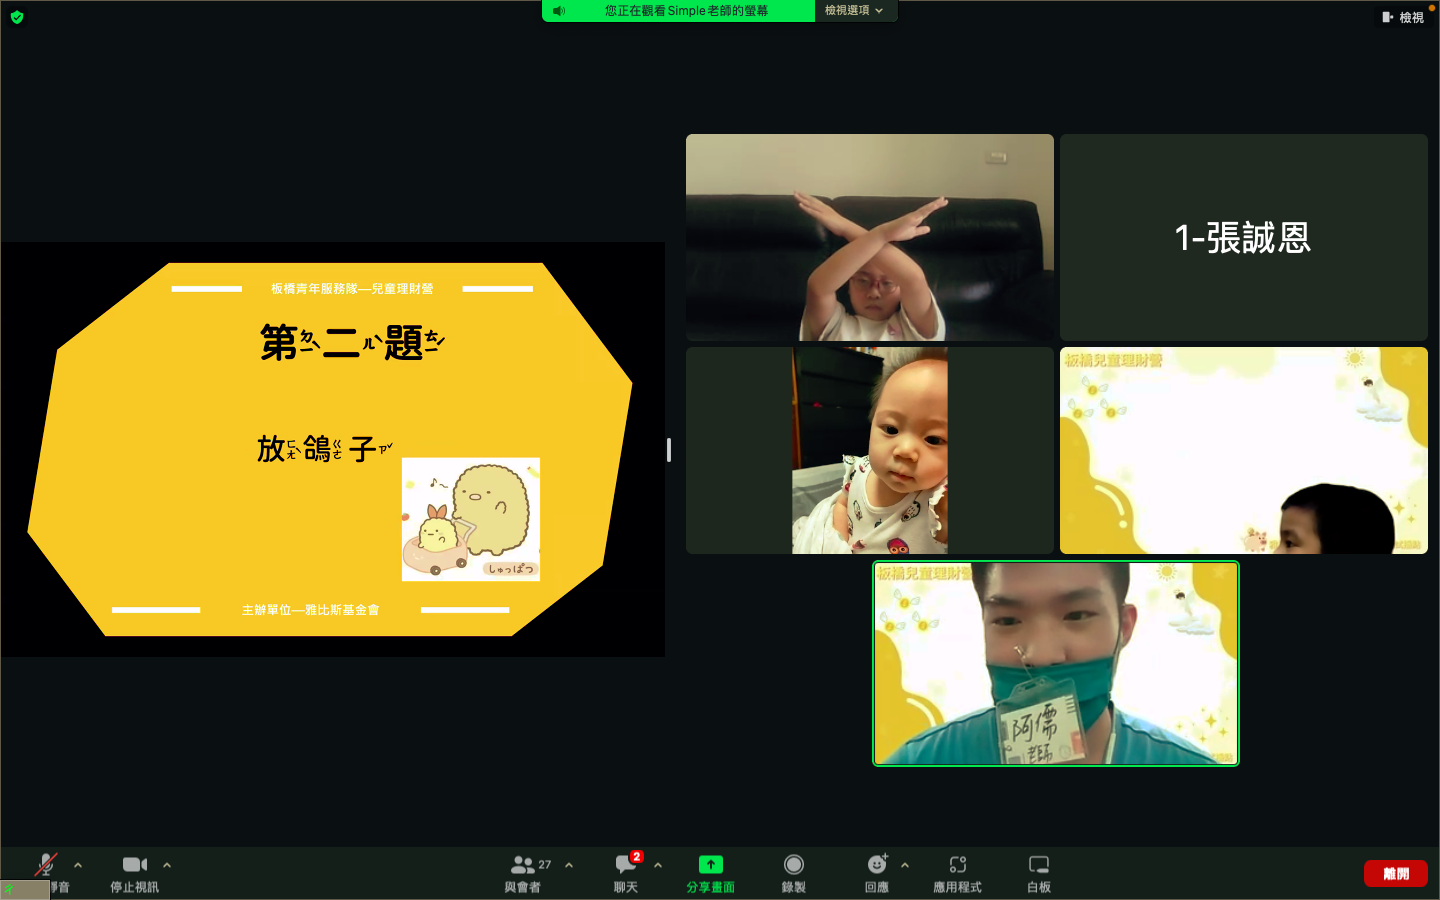 您正在觀看Simple老師的螢幕
檢視選項
檢視
板橋青年服務隊—兒童理財營
第ㄉㄧˋ二ㄦˋ題ㄊㄧˊ
放ㄈㄤˋ鴿ㄍㄜ子ㄗˇ
しゅっぱつ
主辦單位—雅比斯基金會
1-張誠恩
板橋兒童理財營
板橋兒童理財營
阿儒
老師
靜音
停止視訊
27
與會者
2
聊天
分享畫面
錄製
回應
應用程式
白板
離開
ㄔ